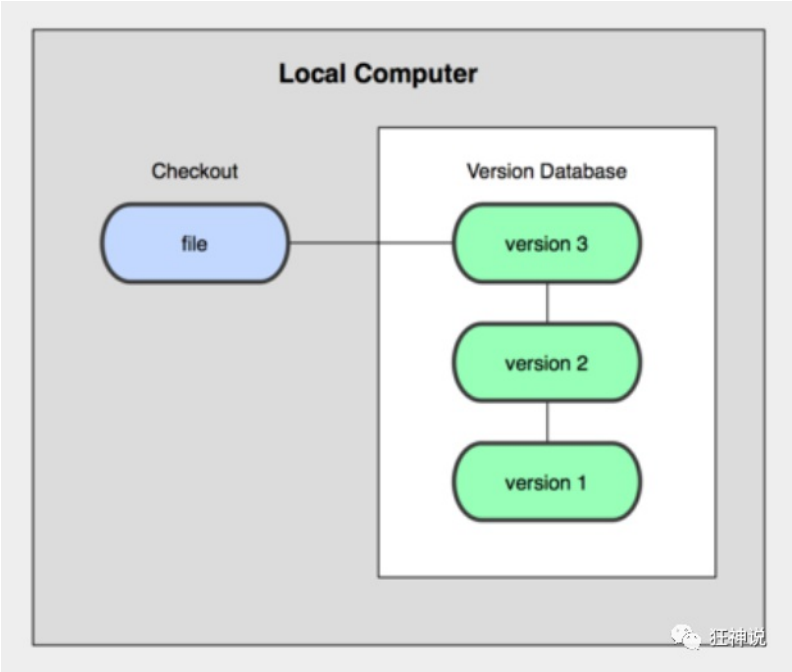 Local Computer
Checkout
Version Database
file
version 3
version 2
version 1
狂神说